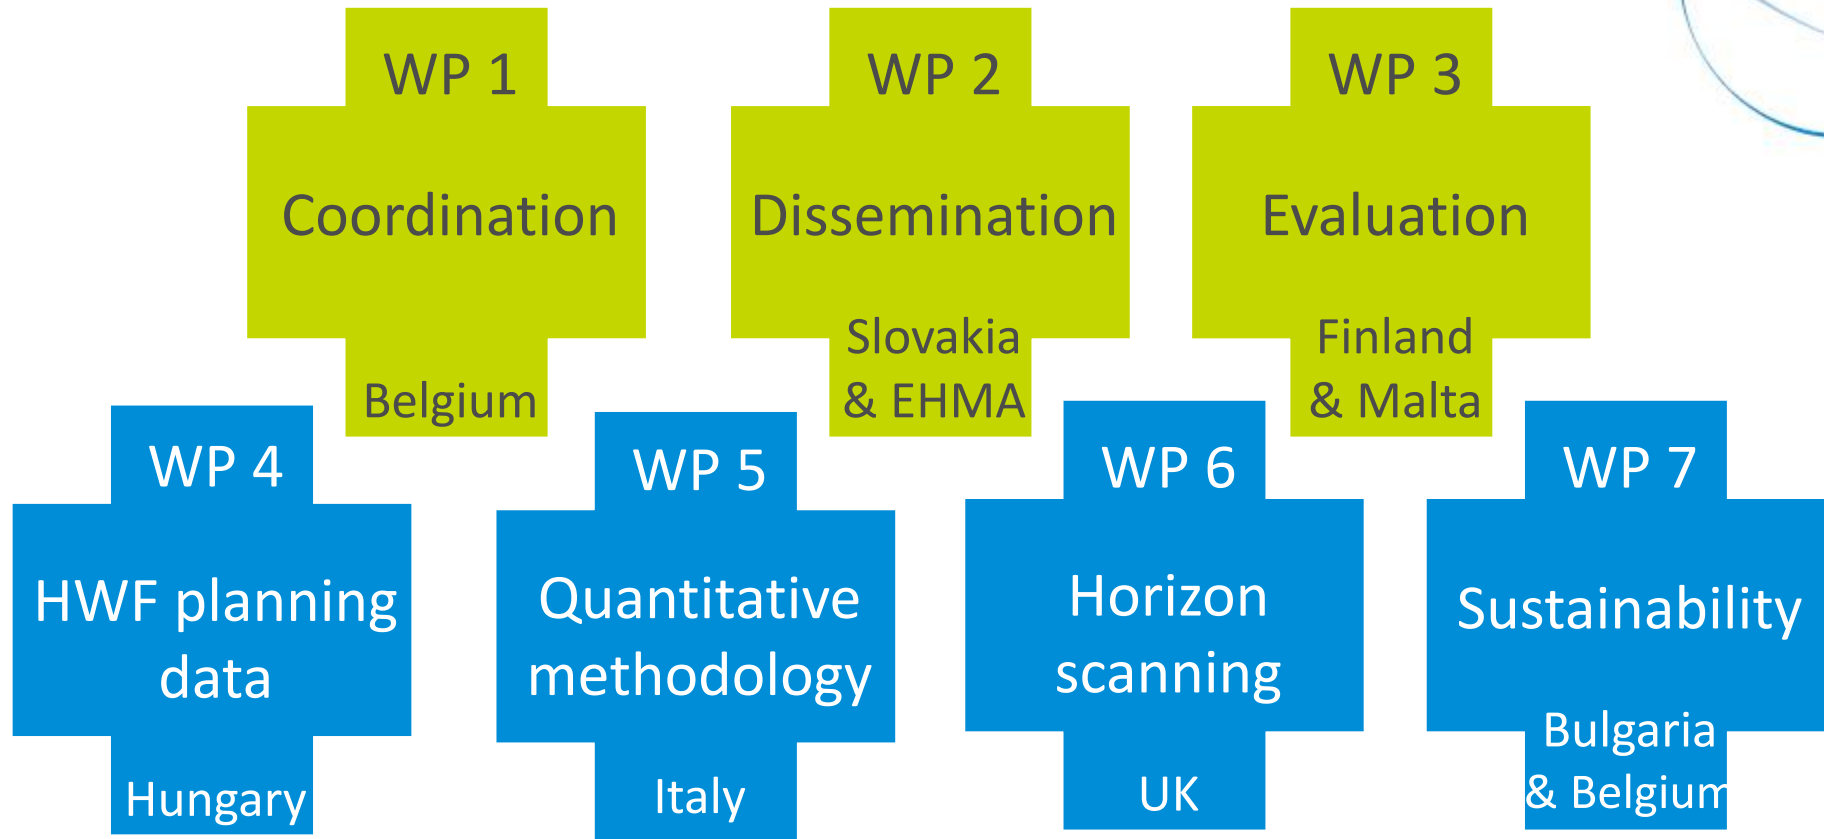 WP 1
Coordination
Belgium
WP 2
Dissemination
Slovakia
& EHMA
WP 3
Evaluation
Finland
& Malta
WP 4
HWF planning
data
Hungary
WP 5
Quantitative
methodology
Italy
WP 6
Horizon
scanning
UK
WP 7
Sustainability
Bulgaria
& Belgium